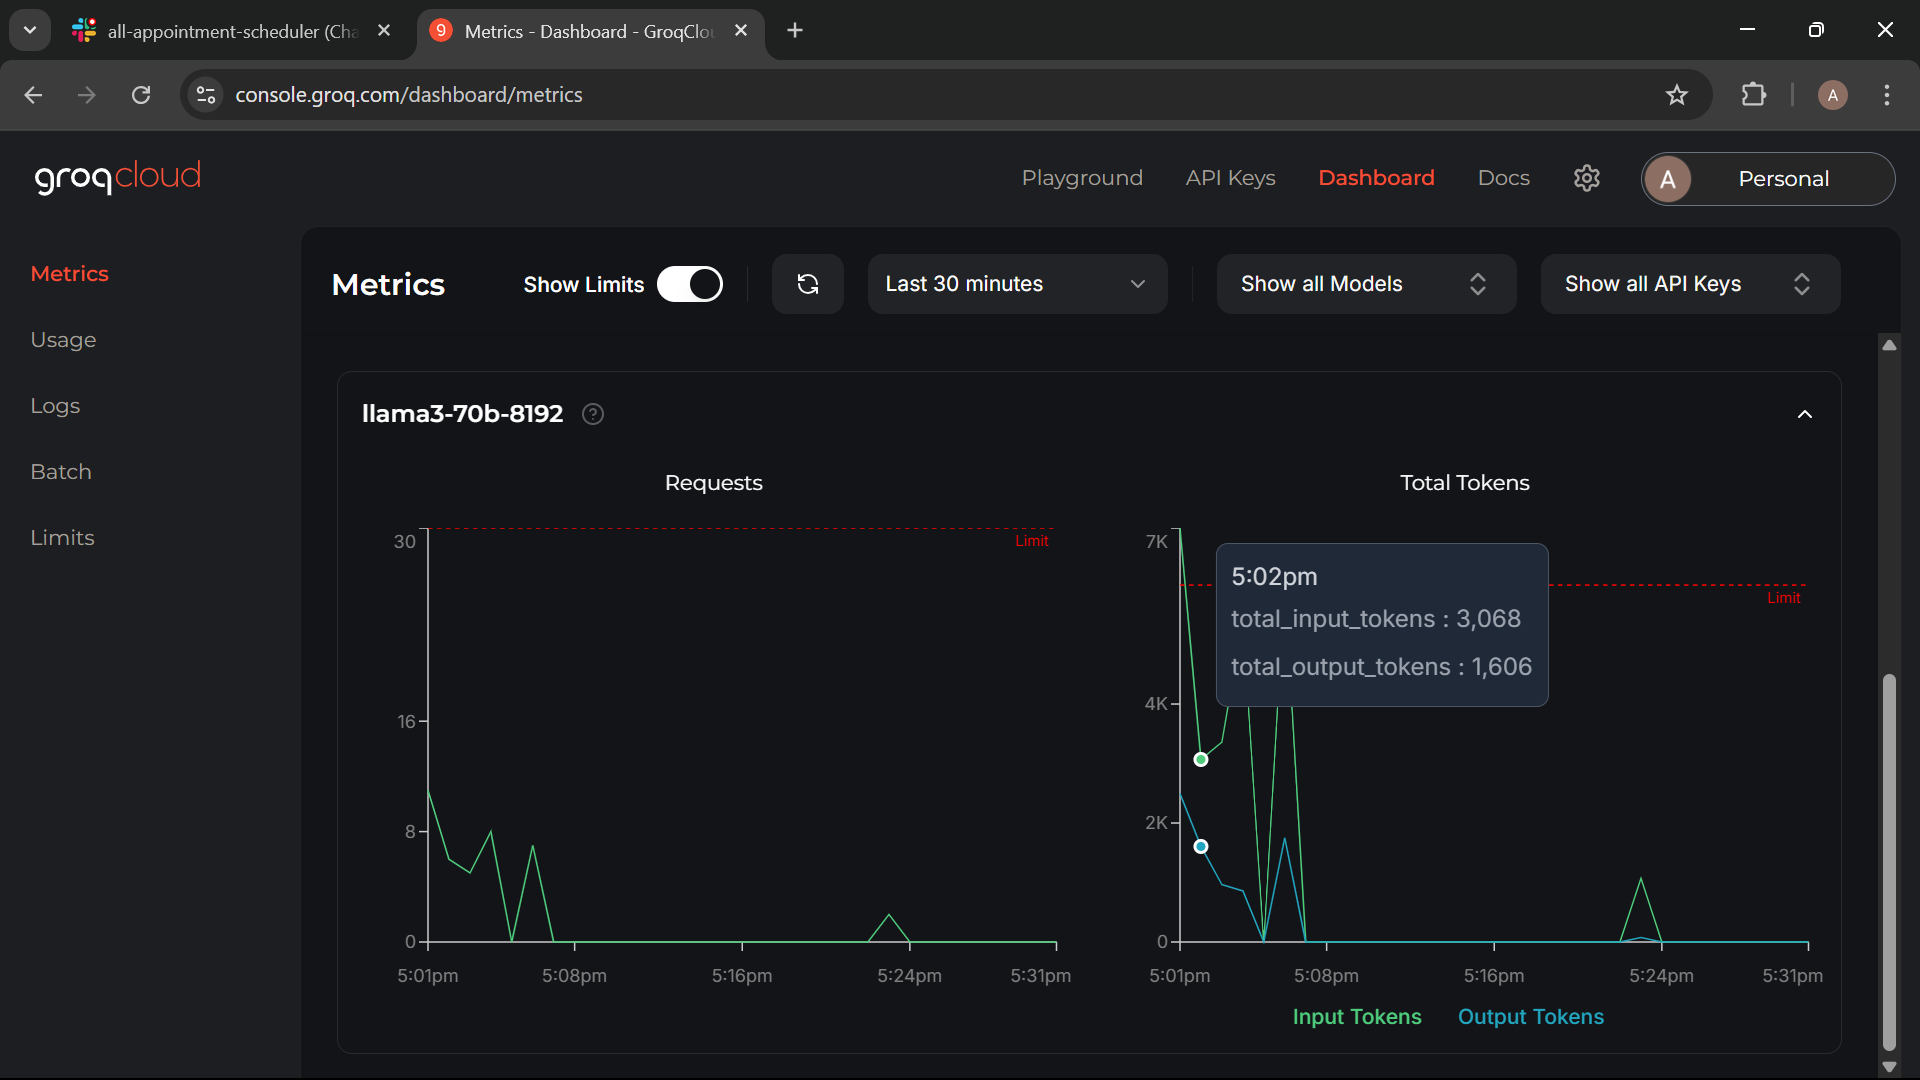 all-appointment-scheduler (Cha
Metrics - Dashboard - GroqClou
console.groq.com/dashboard/metrics
A
groqcloud
Playground
API Keys
Dashboard
Docs
A
Personal
Metrics
Usage
Logs
Batch
Limits
Metrics
Show Limits
Last 30 minutes
Show all Models
Show all API Keys
llama3-70b-8192
Requests
30
16
8
0
Limit
5:01pm
5:08pm
5:16pm
5:24pm
5:31pm
Total Tokens
7K
4K
2K
0
Limit
5:02pm
total_input_tokens : 3,068
total_output_tokens : 1,606
5:01pm
5:08pm
5:16pm
5:24pm
5:31pm
Input Tokens
Output Tokens